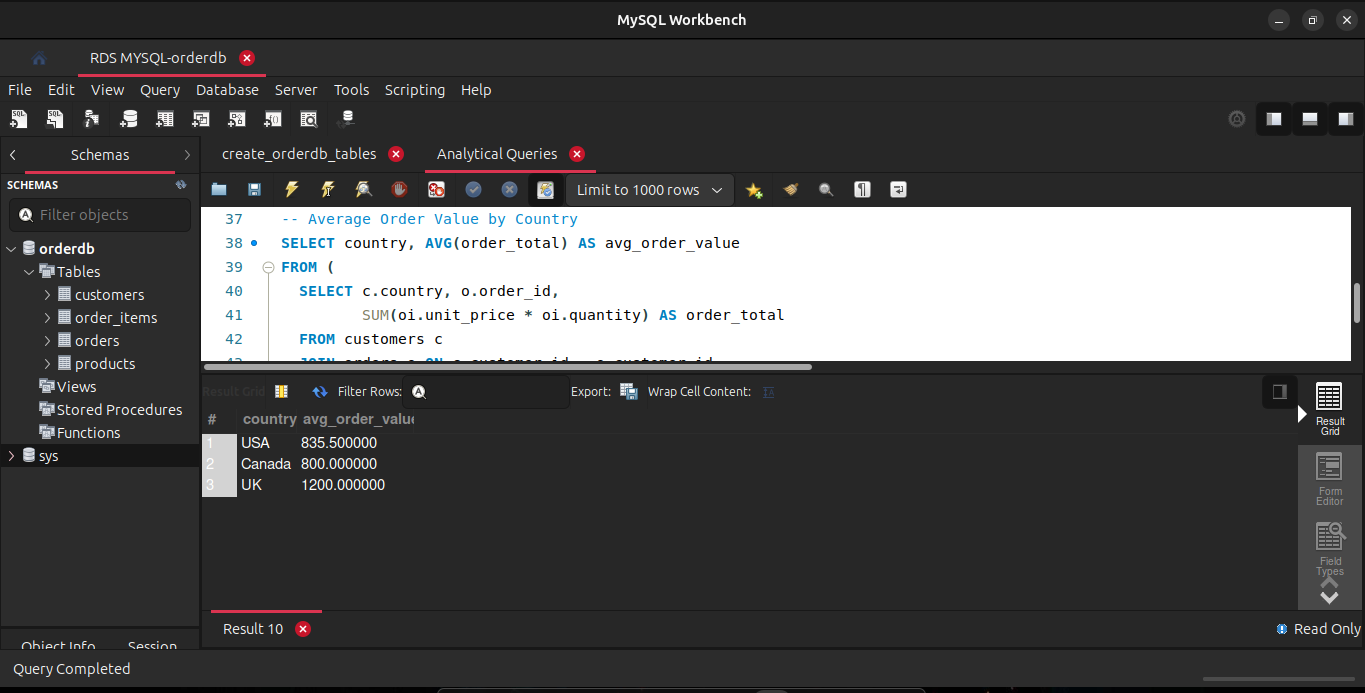 MySQL Workbench
RDS MYSQL-orderdb
File Edit View Query Database Server Tools Scripting Help
Schemas
create_orderdb_tables
Analytical Queries
SCHEMAS
Filter objects
Limit to 1000 rows
orderdb
Tables
customers
order_items
orders
products
Views
Stored Procedures
Functions
sys
37 -- Average Order Value by Country
38 SELECT country, AVG(order_total) AS avg_order_value
39 FROM (
40 SELECT c.country, o.order_id,
41 SUM(oi.unit_price * oi.quantity) AS order_total
42 FROM customers c
Result Grid
Filter Rows:
Export:
Wrap Cell Content:
# country avg_order_value
1 USA 835.500000
2 Canada 800.000000
3 UK 1200.000000
Result Grid
Form Editor
Field Types
Result 10
Read Only
Object Info
Session
Query Completed